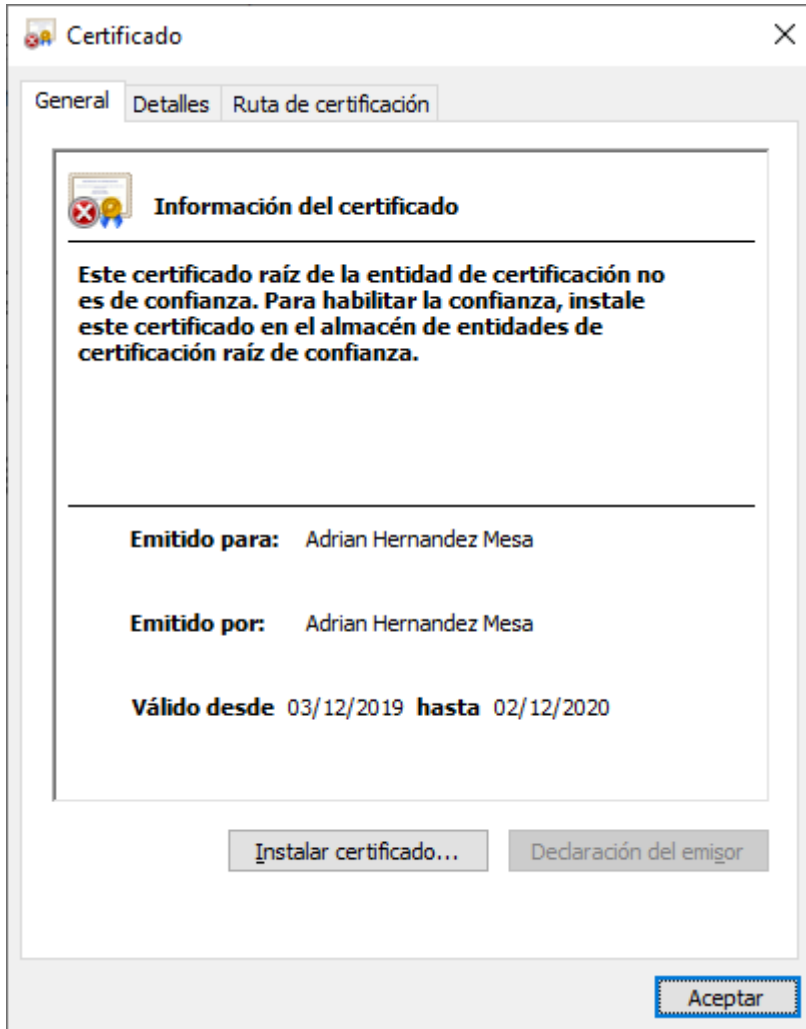 Certificado
General Detalles Ruta de certificación
Información del certificado
Este certificado raíz de la entidad de certificación no
es de confianza. Para habilitar la confianza, instale
este certificado en el almacén de entidades de
certificación raíz de confianza.
Emitido para: Adrian Hernandez Mesa
Emitido por: Adrian Hernandez Mesa
Válido desde 03/12/2019 hasta 02/12/2020
Instalar certificado... Declaración del emisor
Aceptar